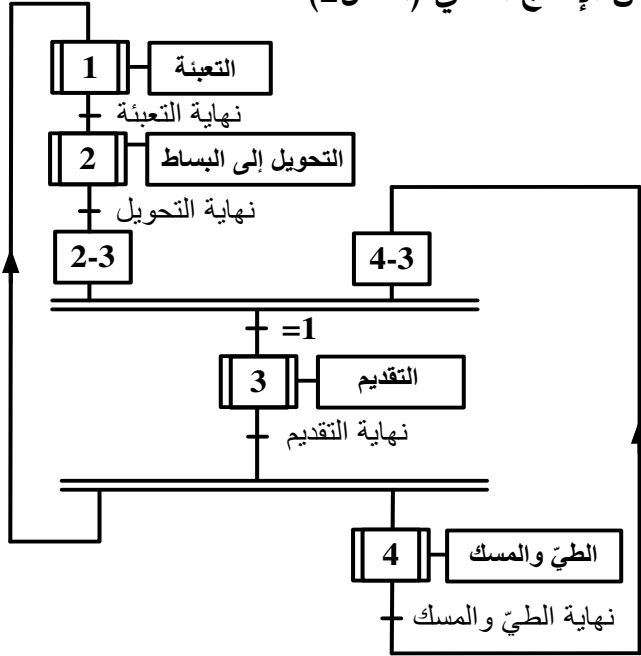 1
التعبئة
نهاية التعبئة
2
التحويل إلى البساط
نهاية التحويل
2-3
4-3
=1
3
التقديم
نهاية التقديم
4
الطيّ والمسك
نهاية الطيّ والمسك